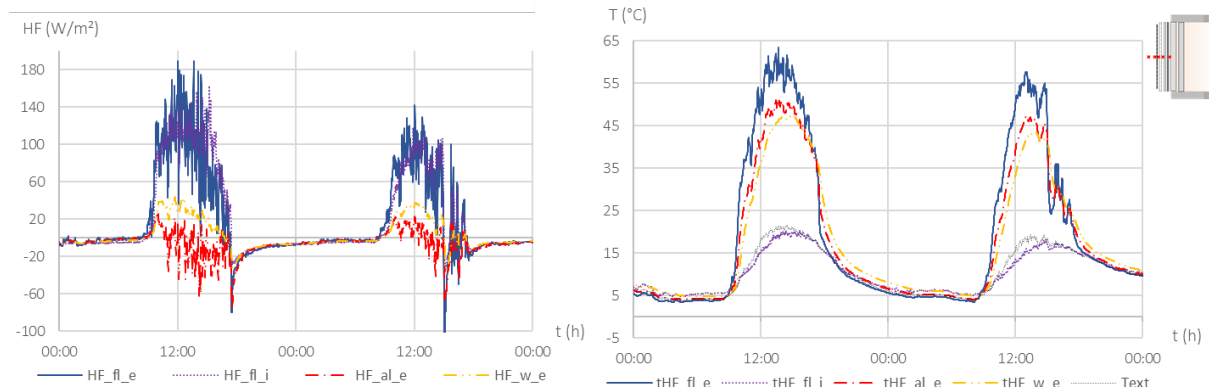 HF (W/m²)
180
140
100
60
20
-20
-60
-100
00:00 12:00 00:00 12:00 00:00
t (h)
HF_fl_e HF_fl_i HF_al_e HF_w_e
T (°C)
65
55
45
35
25
15
5
-5
00:00 12:00 00:00 12:00 00:00
t (h)
tHF_fl_e tHF_fl_i tHF_al_e tHF_w_e Text